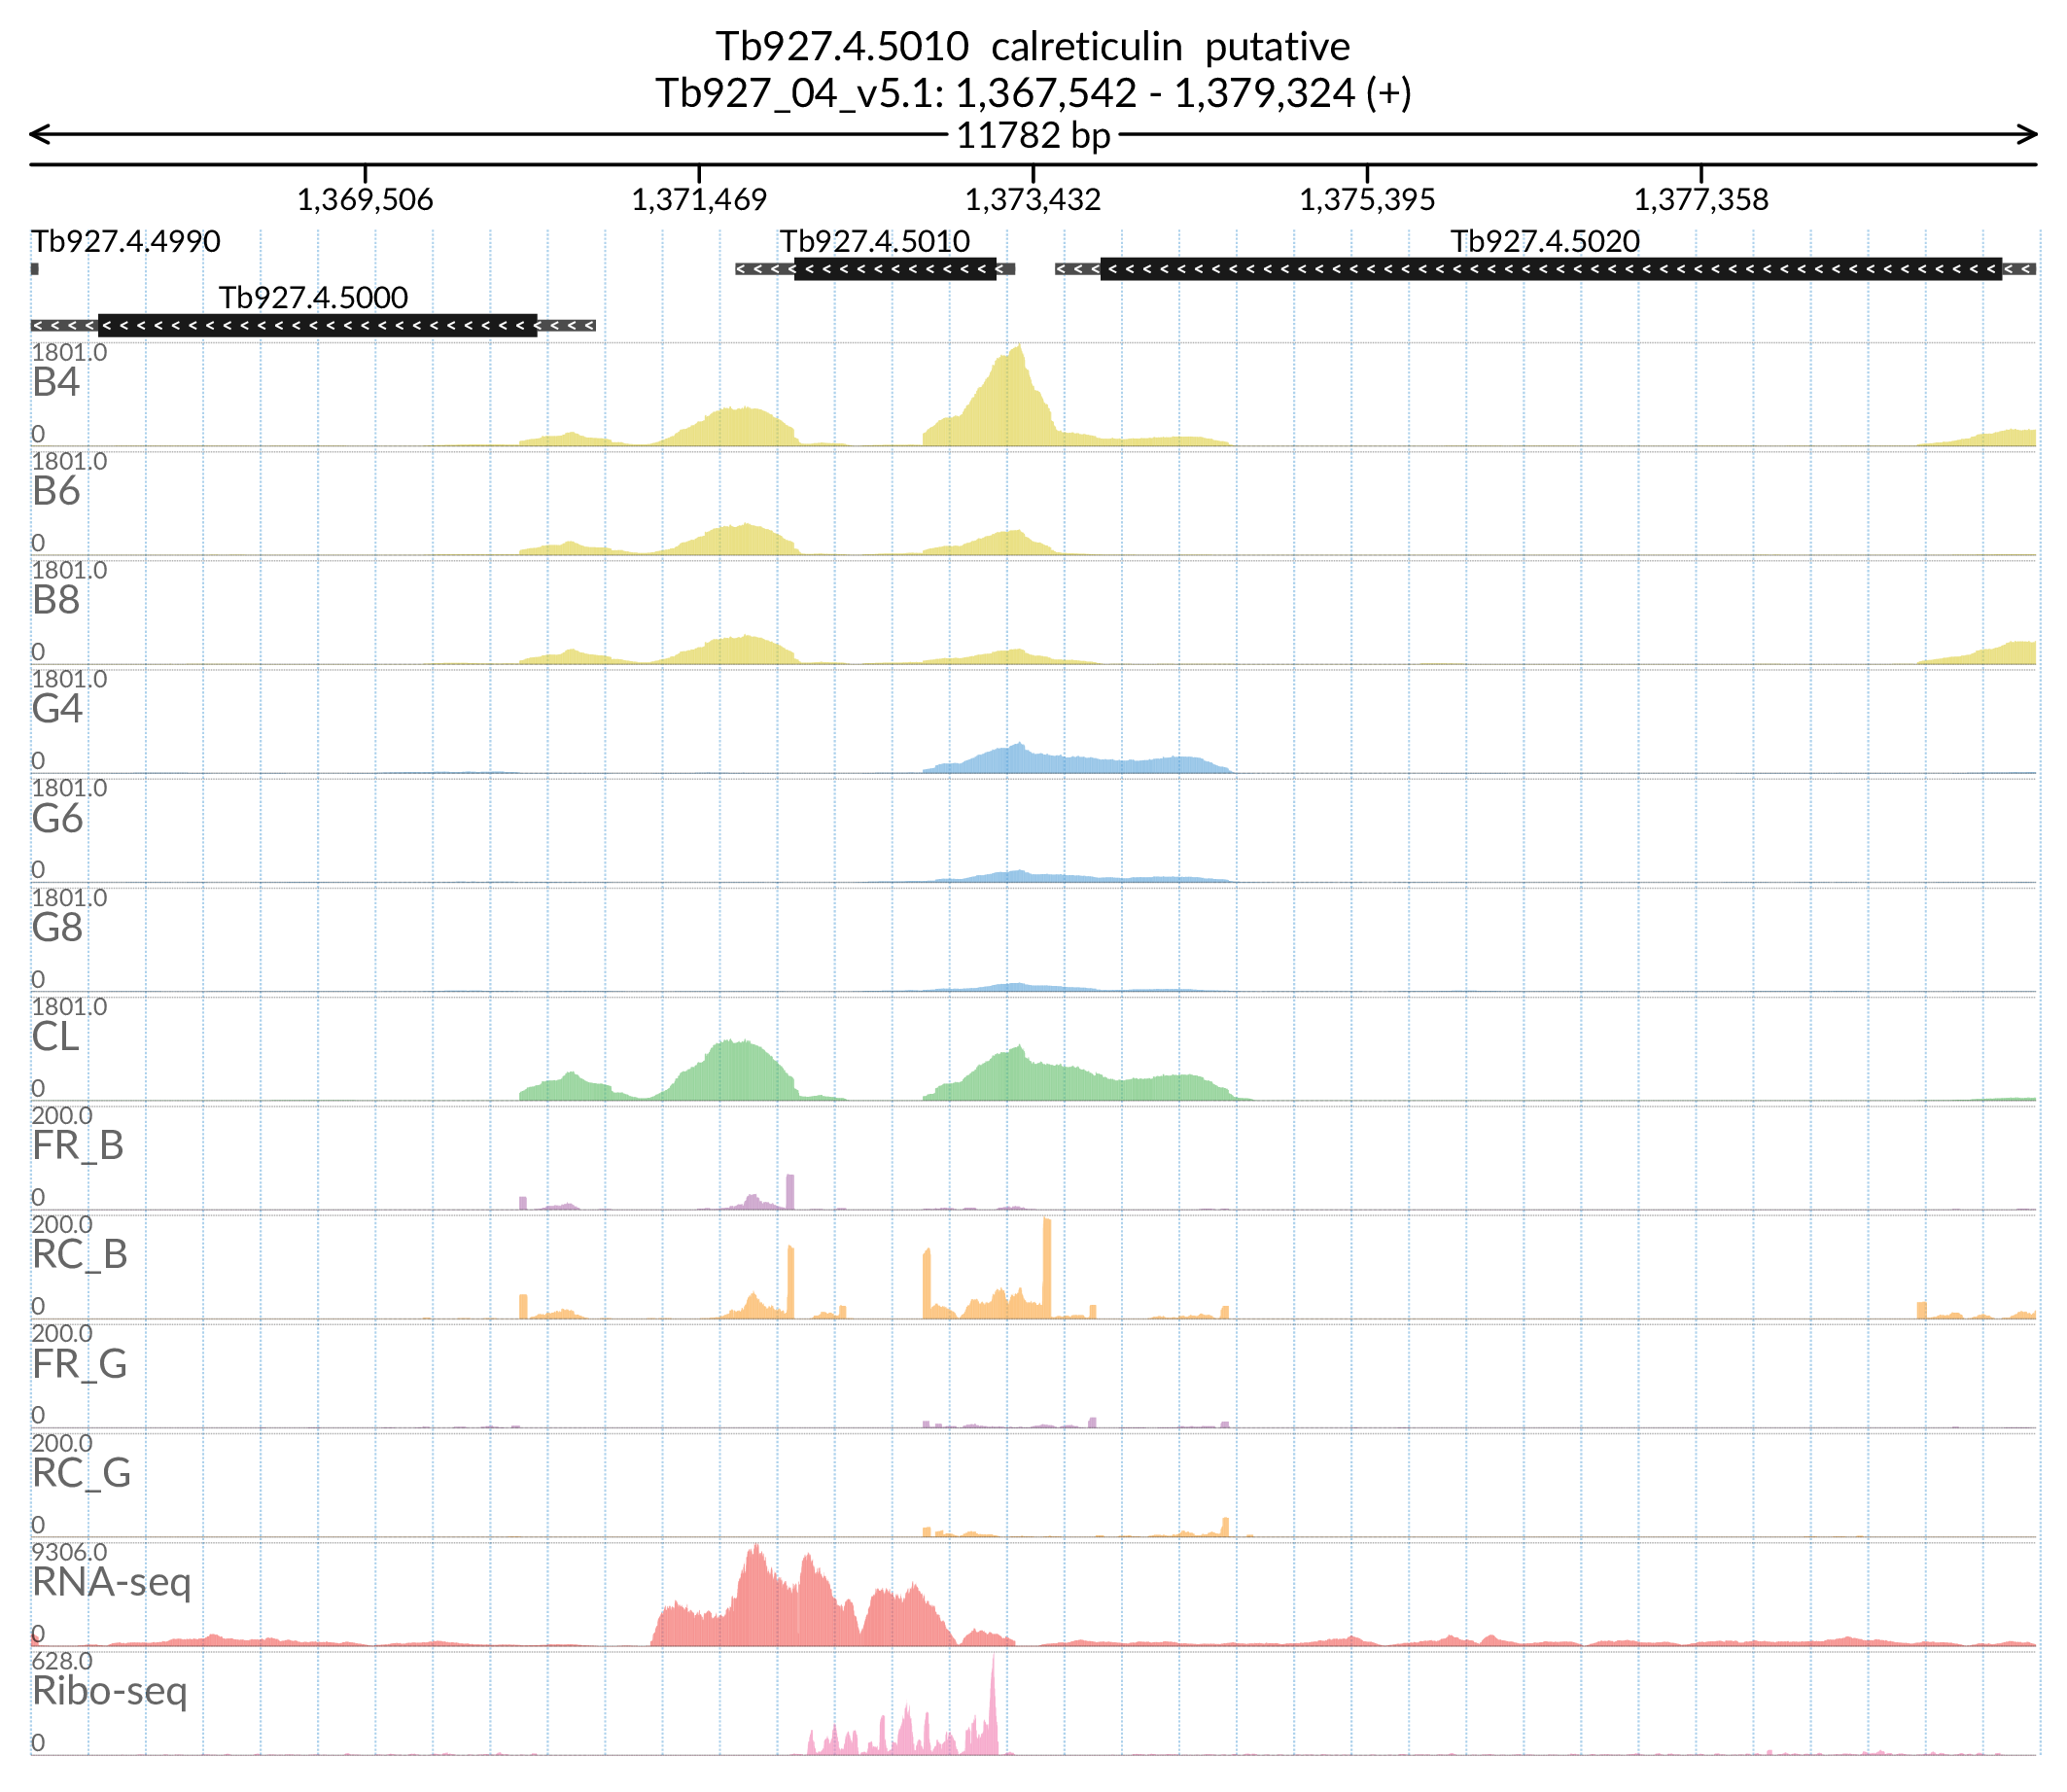 Tb927.4.5010 calreticulin putative
Tb927_04_v5.1: 1,367,542 - 1,379,324 (+)
11782 bp
1,369,506 1,371,469 1,373,432 1,375,395 1,377,358
Tb927.4.4990 Tb927.4.5010 Tb927.4.5020
Tb927.4.5000
1801.0
B4
0
1801.0
B6
0
1801.0
B8
0
1801.0
G4
0
1801.0
G6
0
1801.0
G8
0
1801.0
CL
0
200.0
FR_B
0
200.0
RC_B
0
200.0
FR_G
0
200.0
RC_G
0
9306.0
RNA-seq
0
628.0
Ribo-seq
0